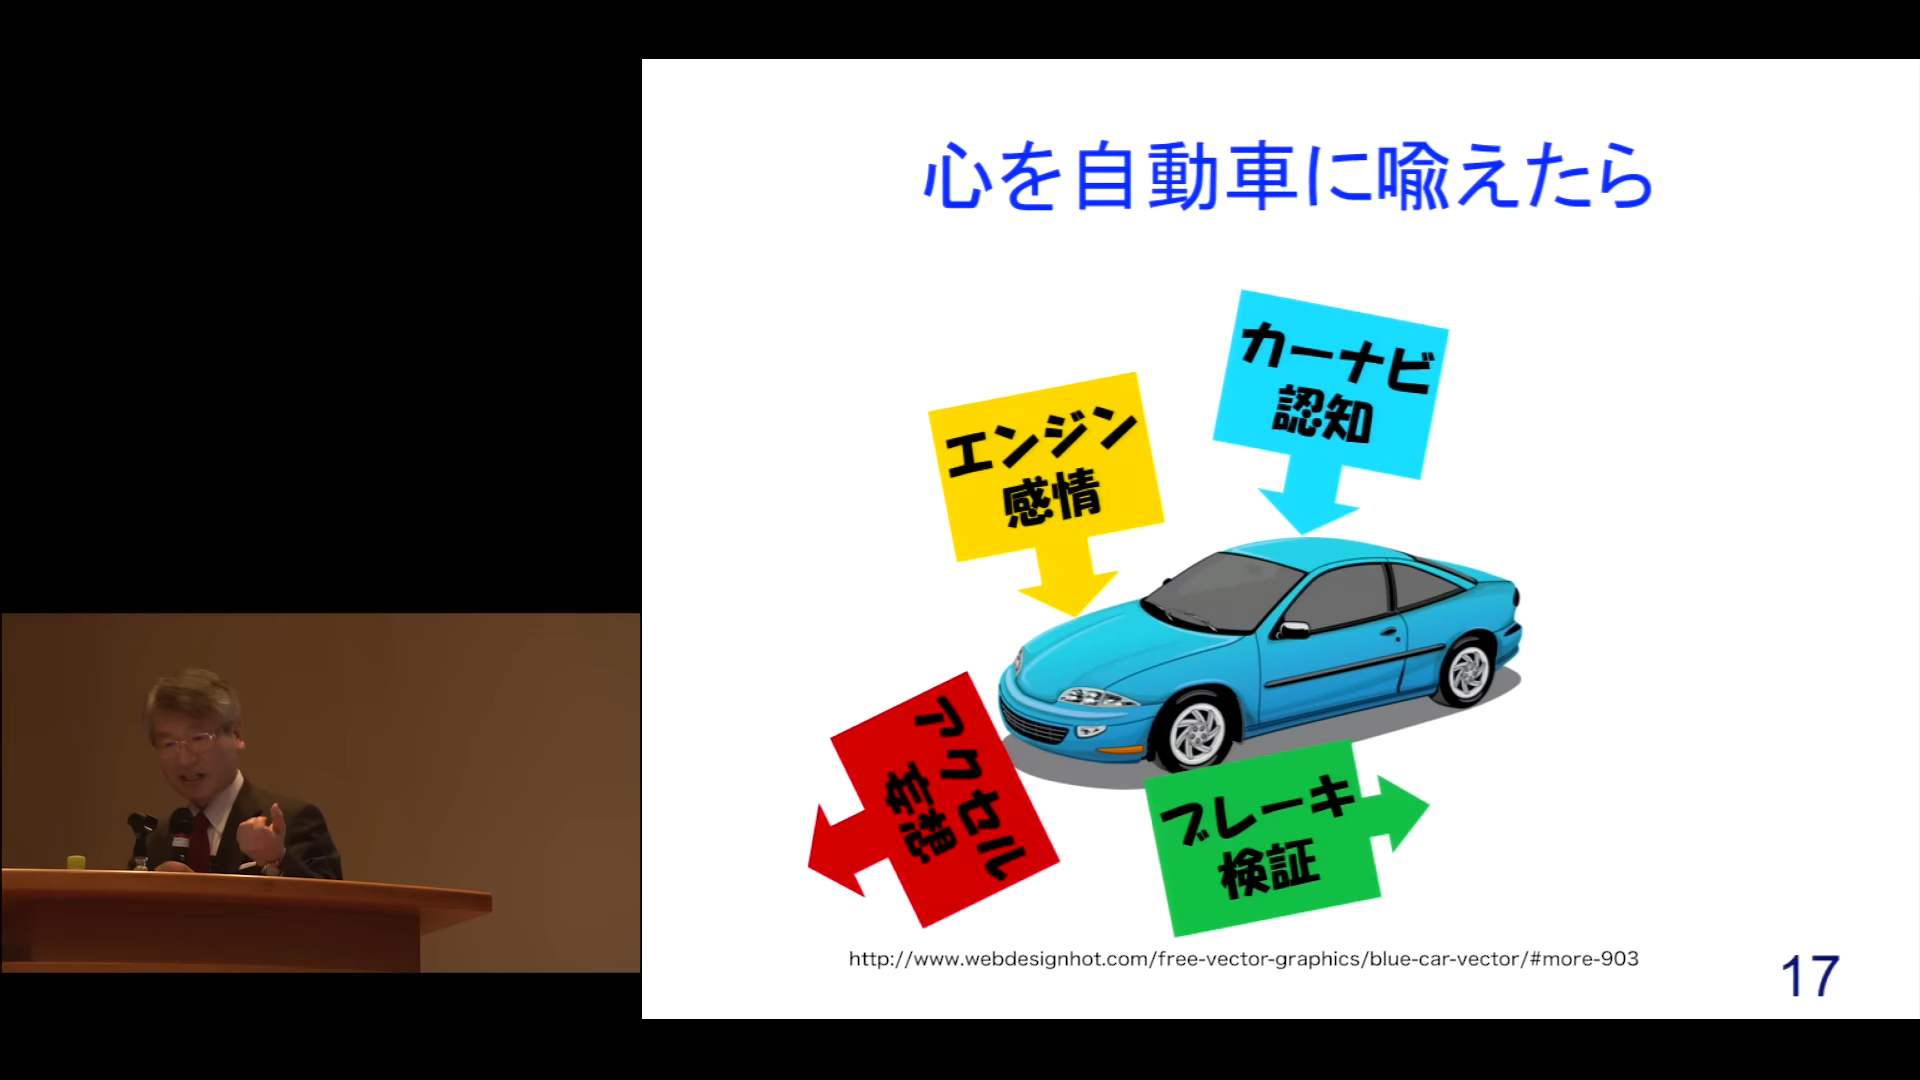 心を自動車に喩えたら
カーナビ
認知
エンジン
感情
アクセル
妄想
ブレーキ
検証
http://www.webdesignhot.com/free-vector-graphics/blue-car-vector/#more-903
17